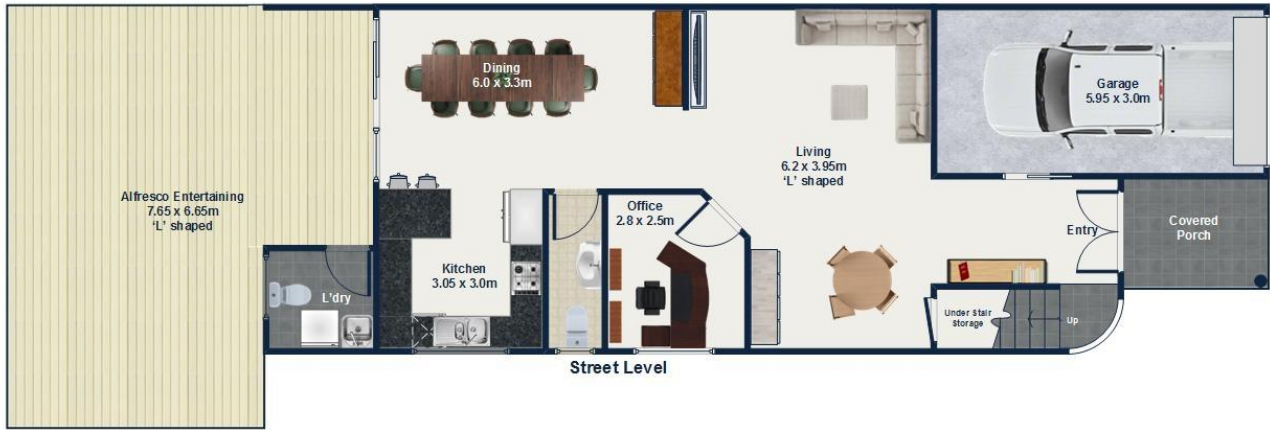 Dining
6.0 x 3.3m
Garage
5.95 x 3.0m
Living
6.2 x 3.95m
'L' shaped
Alfresco Entertaining
7.65 x 6.65m
'L' shaped
Office
2.8 x 2.5m
Entry
Covered
Porch
Kitchen
3.05 x 3.0m
L'dry
Under Stair
Storage
Up
Street Level